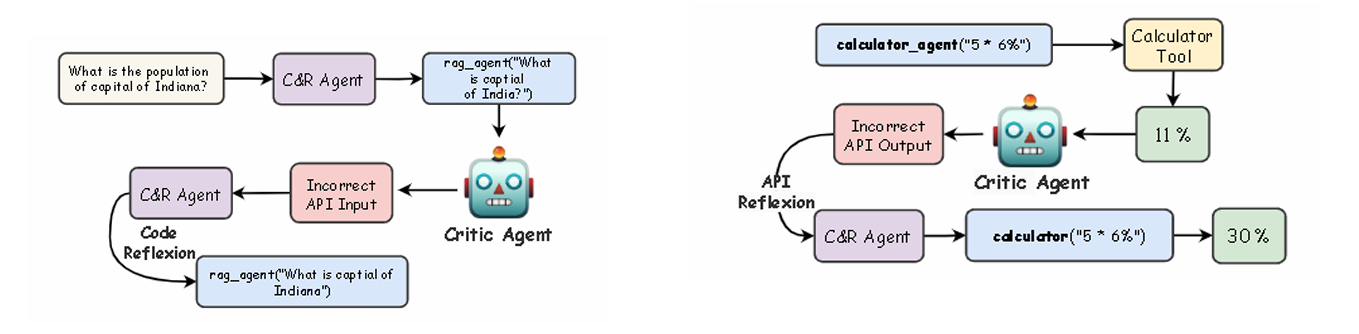 What is the population
of capital of Indiana?
C&R Agent
rag_agent("What
is captial
of India?")
Critic Agent
Incorrect
API Input
C&R Agent
Code
Reflexion
rag_agent("What is captial of
Indiana")
calculator_agent("5 * 6%")
Calculator
Tool
11 %
Critic Agent
Incorrect
API Output
API
Reflexion
C&R Agent
calculator("5 * 6%")
30%